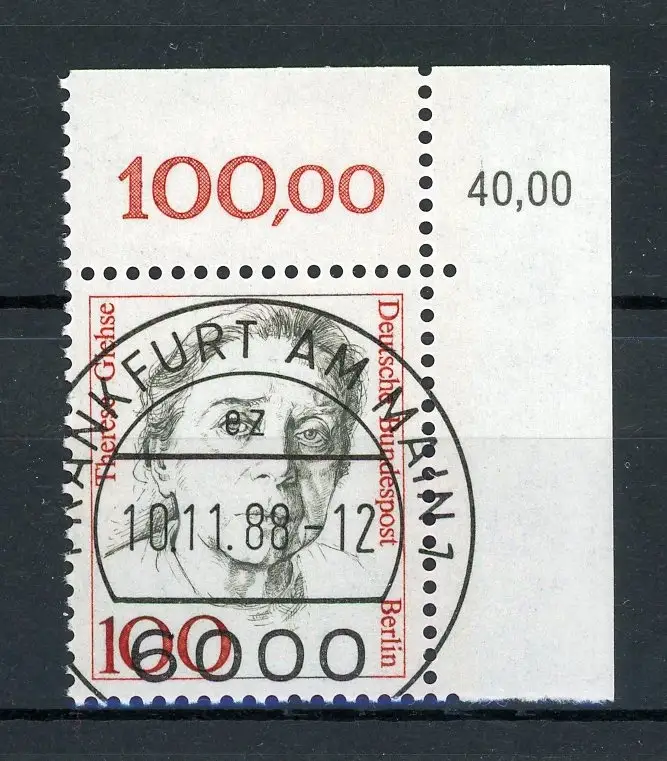 100,00
40,00
Therese Giehse
Deutsche Bundespost Berlin
100
FRANKFURT AM MAIN 1
ez
10.11.88-12
6000